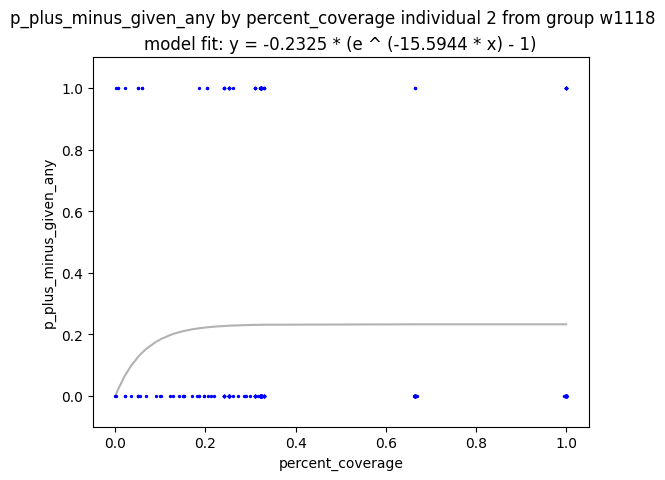 p_plus_minus_given_any by percent_coverage individual 2 from group w1118
model fit: y = -0.2325 * (e ^ (-15.5944 * x) - 1)
1.0
0.8
0.6
0.4
0.2
0.0
p_plus_minus_given_any
0.0 0.2 0.4 0.6 0.8 1.0
percent_coverage